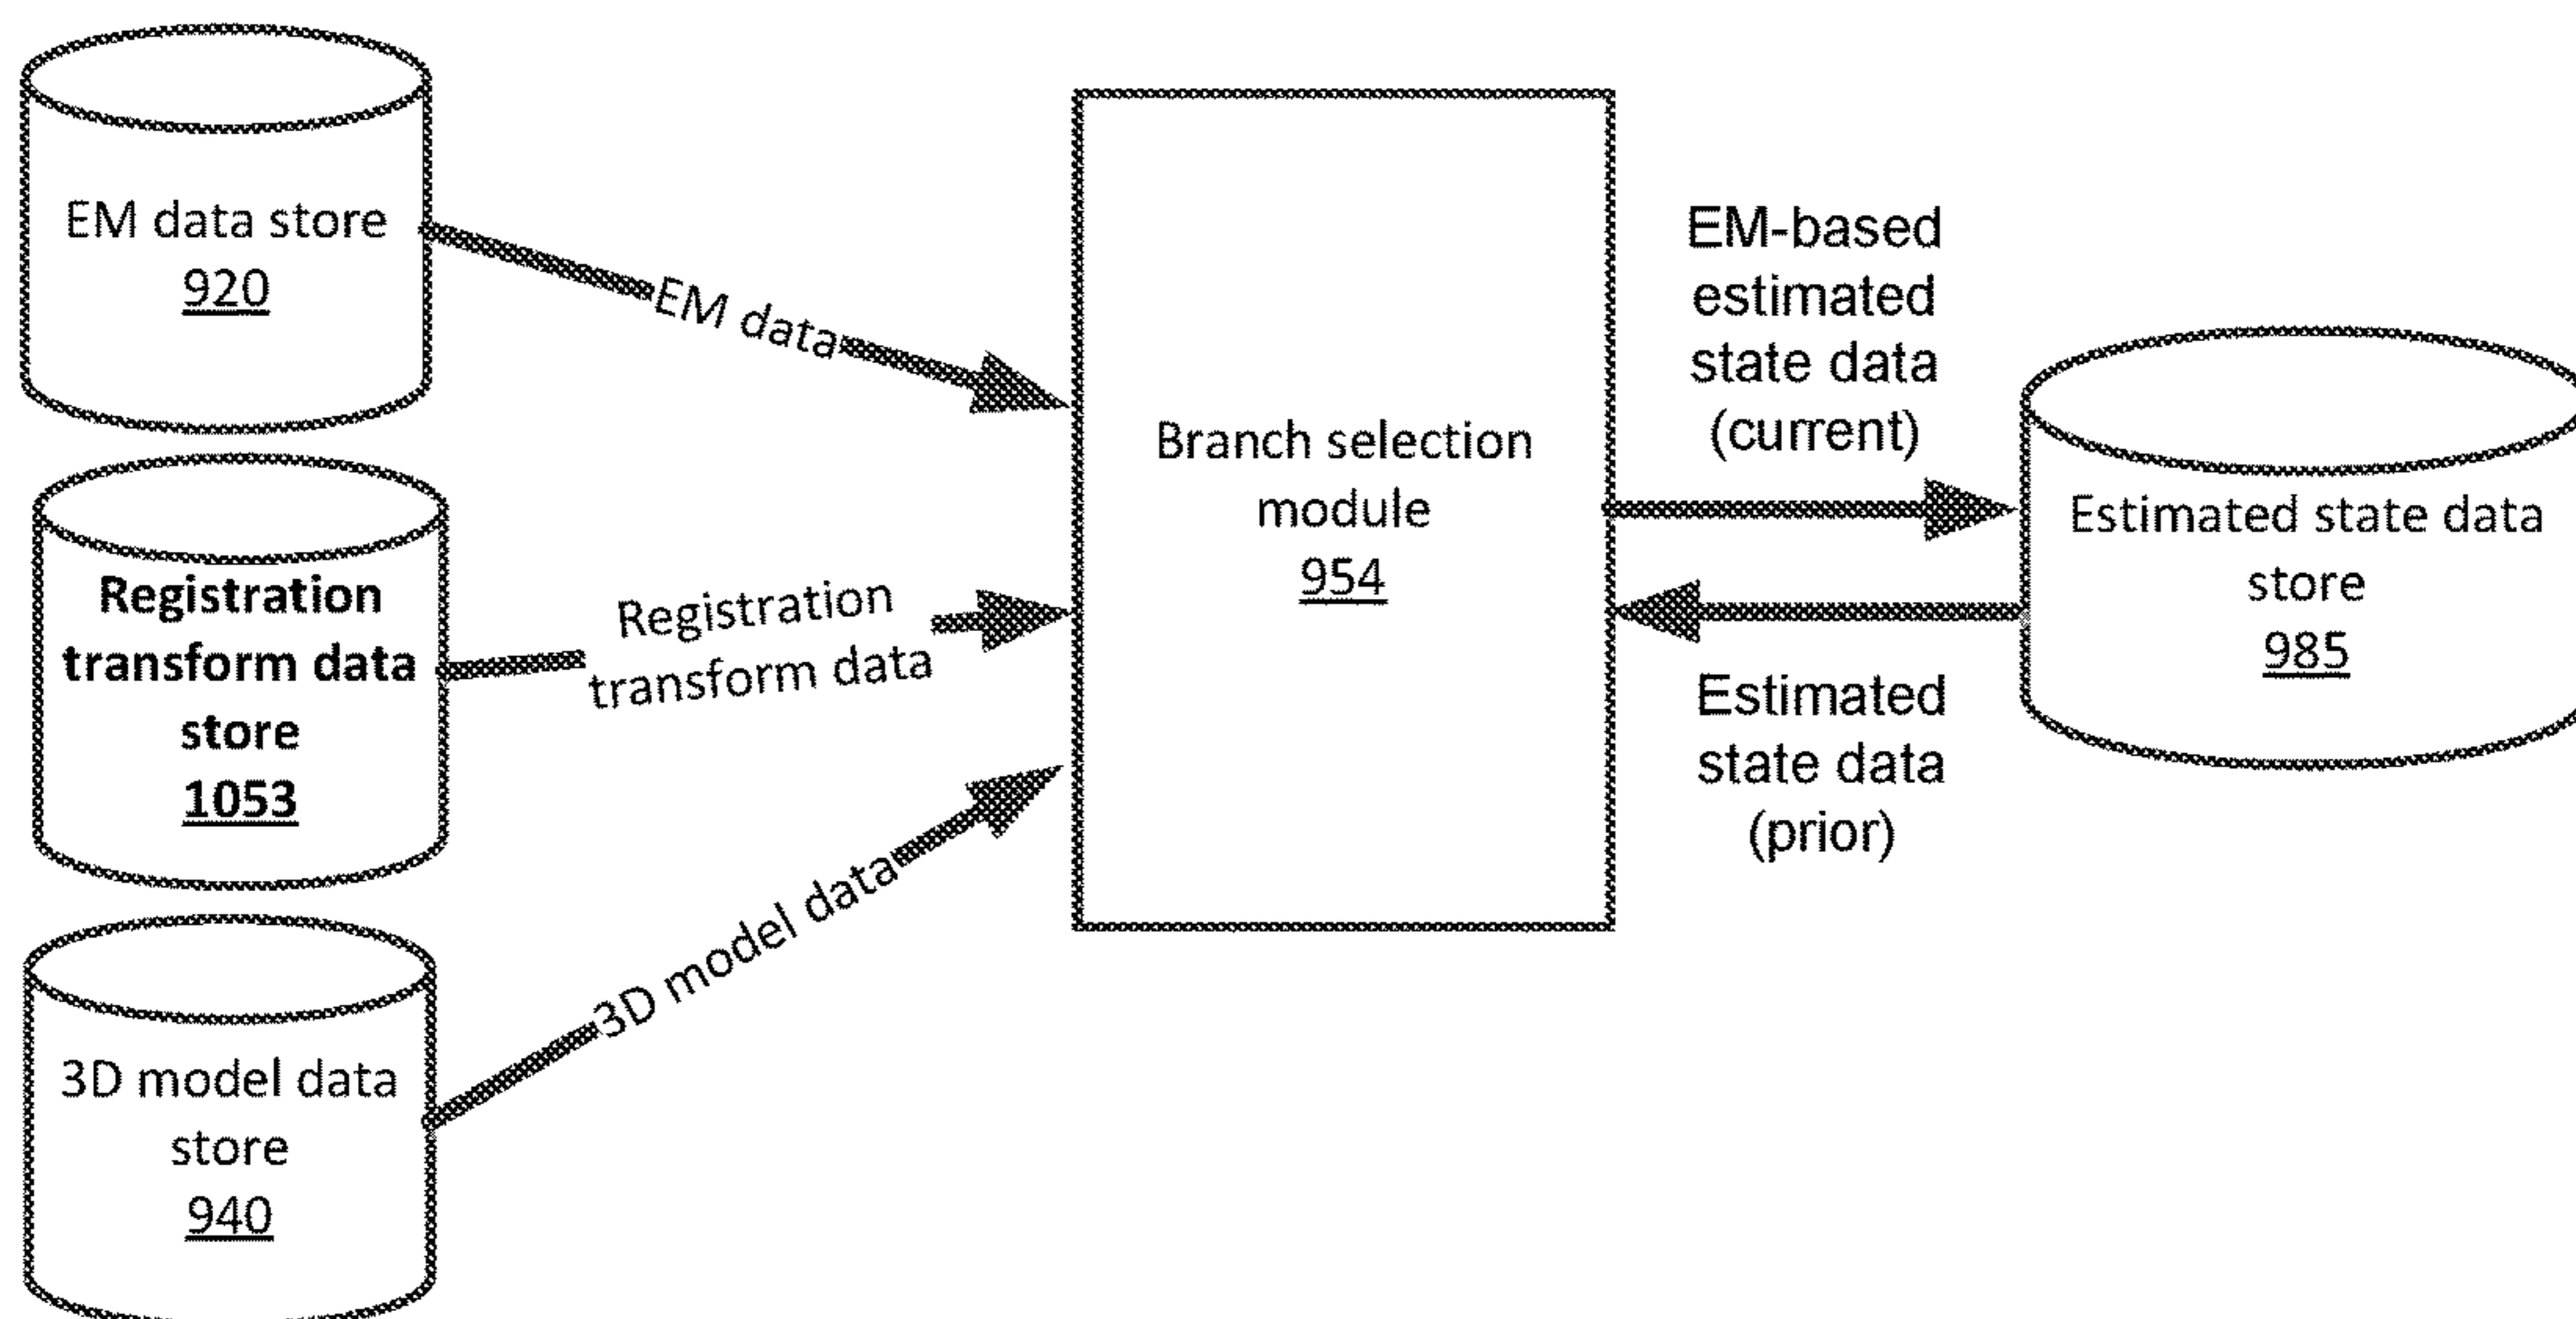 EM data store
920
EM data
Registration
transform data
store
1053
Registration
transform data
3D model data
store
940
3D model data
Branch selection
module
954
EM-based
estimated
state data
(current)
Estimated
state data
(prior)
Estimated state data
store
985